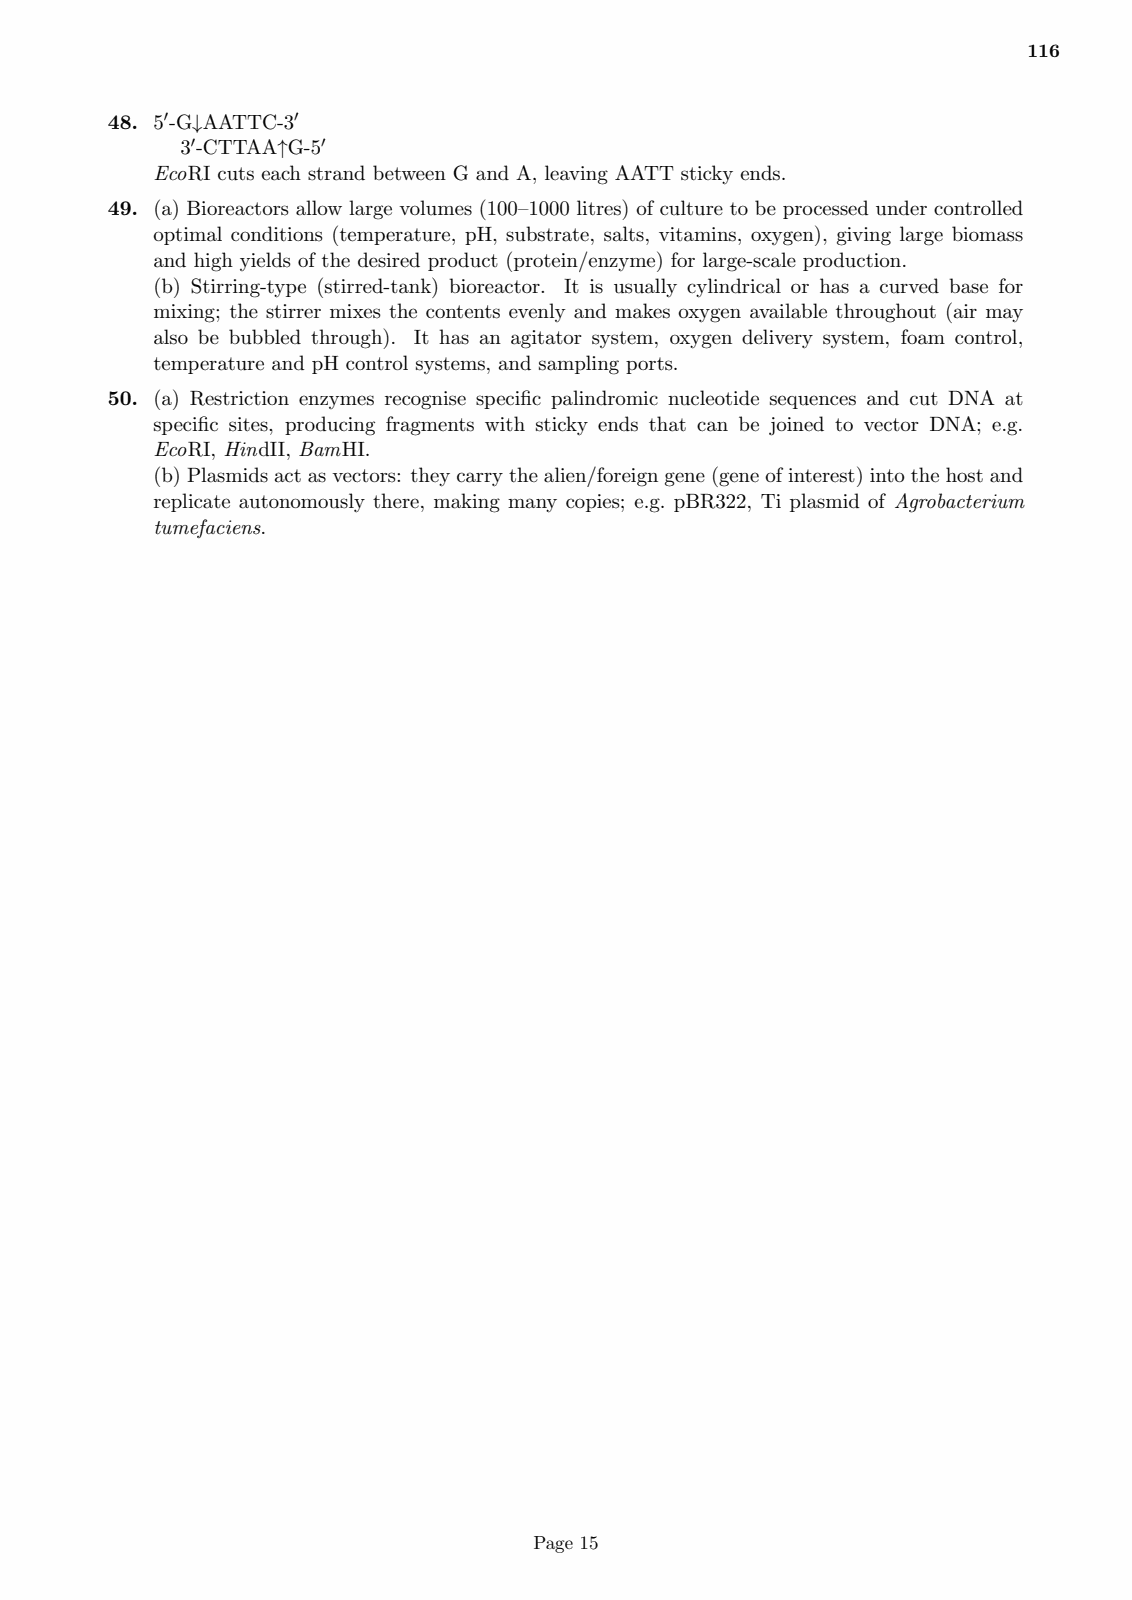 116
48. 5′-G↓AATTC-3′
3′-CTTAA↑G-5′
EcoRI cuts each strand between G and A, leaving AATT sticky ends.
49. (a) Bioreactors allow large volumes (100–1000 litres) of culture to be processed under controlled
optimal conditions (temperature, pH, substrate, salts, vitamins, oxygen), giving large biomass
and high yields of the desired product (protein/enzyme) for large-scale production.
(b) Stirring-type (stirred-tank) bioreactor. It is usually cylindrical or has a curved base for
mixing; the stirrer mixes the contents evenly and makes oxygen available throughout (air may
also be bubbled through). It has an agitator system, oxygen delivery system, foam control,
temperature and pH control systems, and sampling ports.
50. (a) Restriction enzymes recognise specific palindromic nucleotide sequences and cut DNA at
specific sites, producing fragments with sticky ends that can be joined to vector DNA; e.g.
EcoRI, HindII, BamHI.
(b) Plasmids act as vectors: they carry the alien/foreign gene (gene of interest) into the host and
replicate autonomously there, making many copies; e.g. pBR322, Ti plasmid of Agrobacterium
tumefaciens.
Page 15